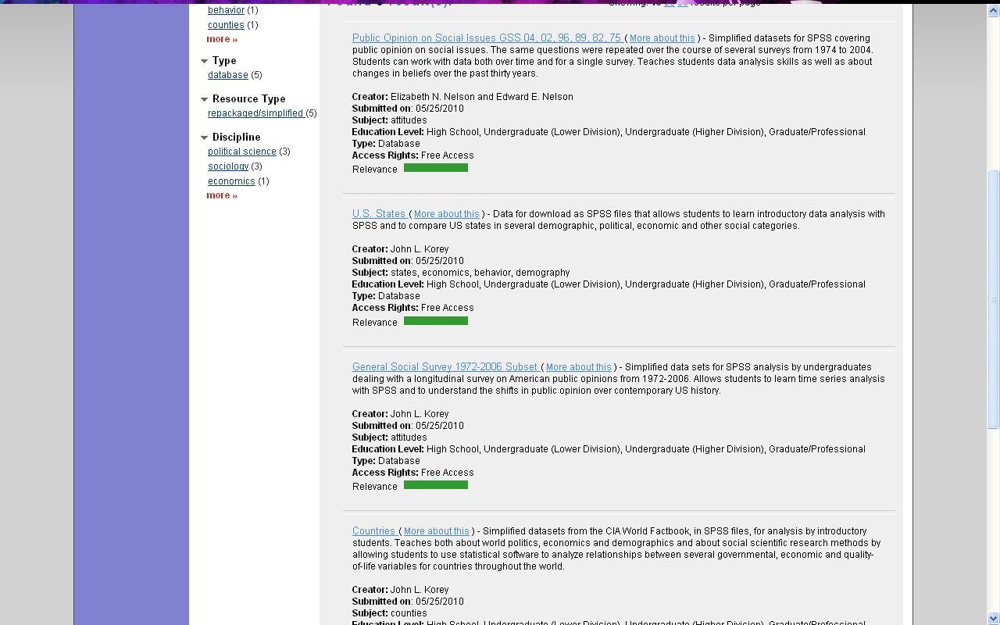 behavior (1)
counties (1)
more »
Type
database (5)
Resource Type
repackaged/simplified (5)
Discipline
political science (3)
sociology (3)
economics (1)
more »
results per page
Public Opinion on Social Issues GSS 04, 02, 96, 89, 82, 75 ( More about this ) - Simplified datasets for SPSS covering
public opinion on social issues. The same questions were repeated over the course of several surveys from 1974 to 2004.
Students can work with data both over time and for a single survey. Teaches students data analysis skills as well as about
changes in beliefs over the past thirty years.
Creator: Elizabeth N. Nelson and Edward E. Nelson
Submitted on: 05/25/2010
Subject: attitudes
Education Level: High School, Undergraduate (Lower Division), Undergraduate (Higher Division), Graduate/Professional
Type: Database
Access Rights: Free Access
Relevance
U.S. States ( More about this ) - Data for download as SPSS files that allows students to learn introductory data analysis with
SPSS and to compare US states in several demographic, political, economic and other social categories.
Creator: John L. Korey
Submitted on: 05/25/2010
Subject: states, economics, behavior, demography
Education Level: High School, Undergraduate (Lower Division), Undergraduate (Higher Division), Graduate/Professional
Type: Database
Access Rights: Free Access
Relevance
General Social Survey 1972-2006 Subset ( More about this ) - Simplified data sets for SPSS analysis by undergraduates
dealing with a longitudinal survey on American public opinions from 1972-2006. Allows students to learn time series analysis
with SPSS and to understand the shifts in public opinion over contemporary US history.
Creator: John L. Korey
Submitted on: 05/25/2010
Subject: attitudes
Education Level: High School, Undergraduate (Lower Division), Undergraduate (Higher Division), Graduate/Professional
Type: Database
Access Rights: Free Access
Relevance
Countries ( More about this ) - Simplified datasets from the CIA World Factbook, in SPSS files, for analysis by introductory
students. Teaches both about world politics, economics and demographics and about social scientific research methods by
allowing students to use statistical software to analyze relationships between several governmental, economic and quality-
of-life variables for countries throughout the world.
Creator: John L. Korey
Submitted on: 05/25/2010
Subject: counties
Education Level: High School, Undergraduate (Lower Division), Undergraduate (Higher Division), Graduate/Professional